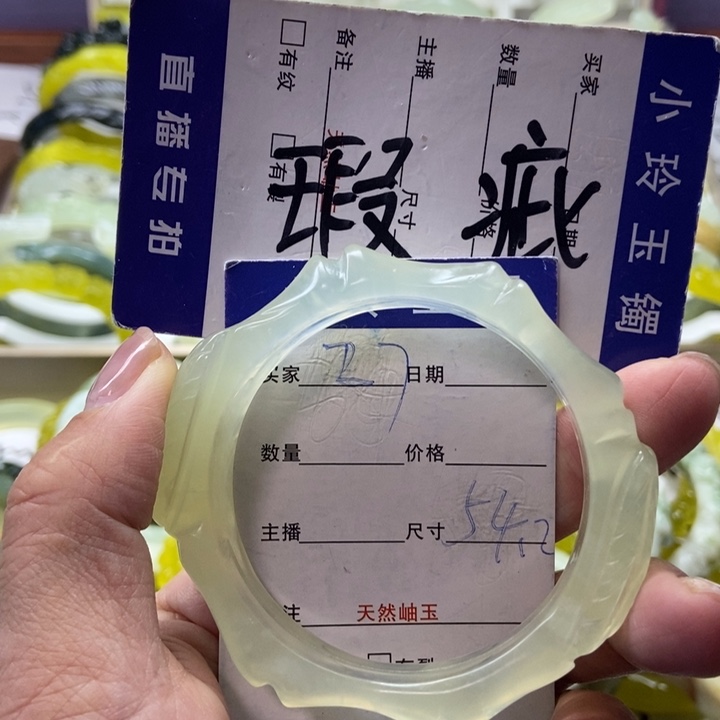 小玲玉镯
买家
数量
主播
尺寸
备注
有纹
直播专拍
瑕疵
买家 27 日期
数量 价格
主播 尺寸 54
注 天然岫玉